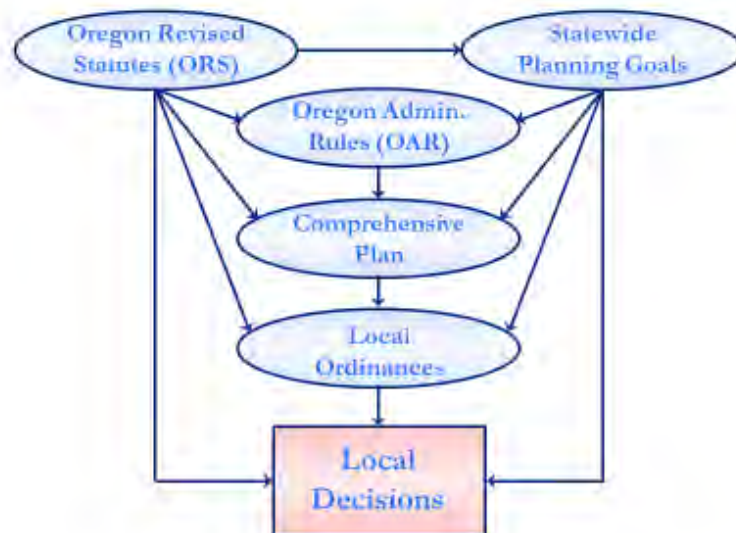 Oregon Revised
Statutes (ORS)
Statewide
Planning Goals
Oregon Admin.
Rules (OAR)
Comprehensive
Plan
Local
Ordinances
Local
Decisions